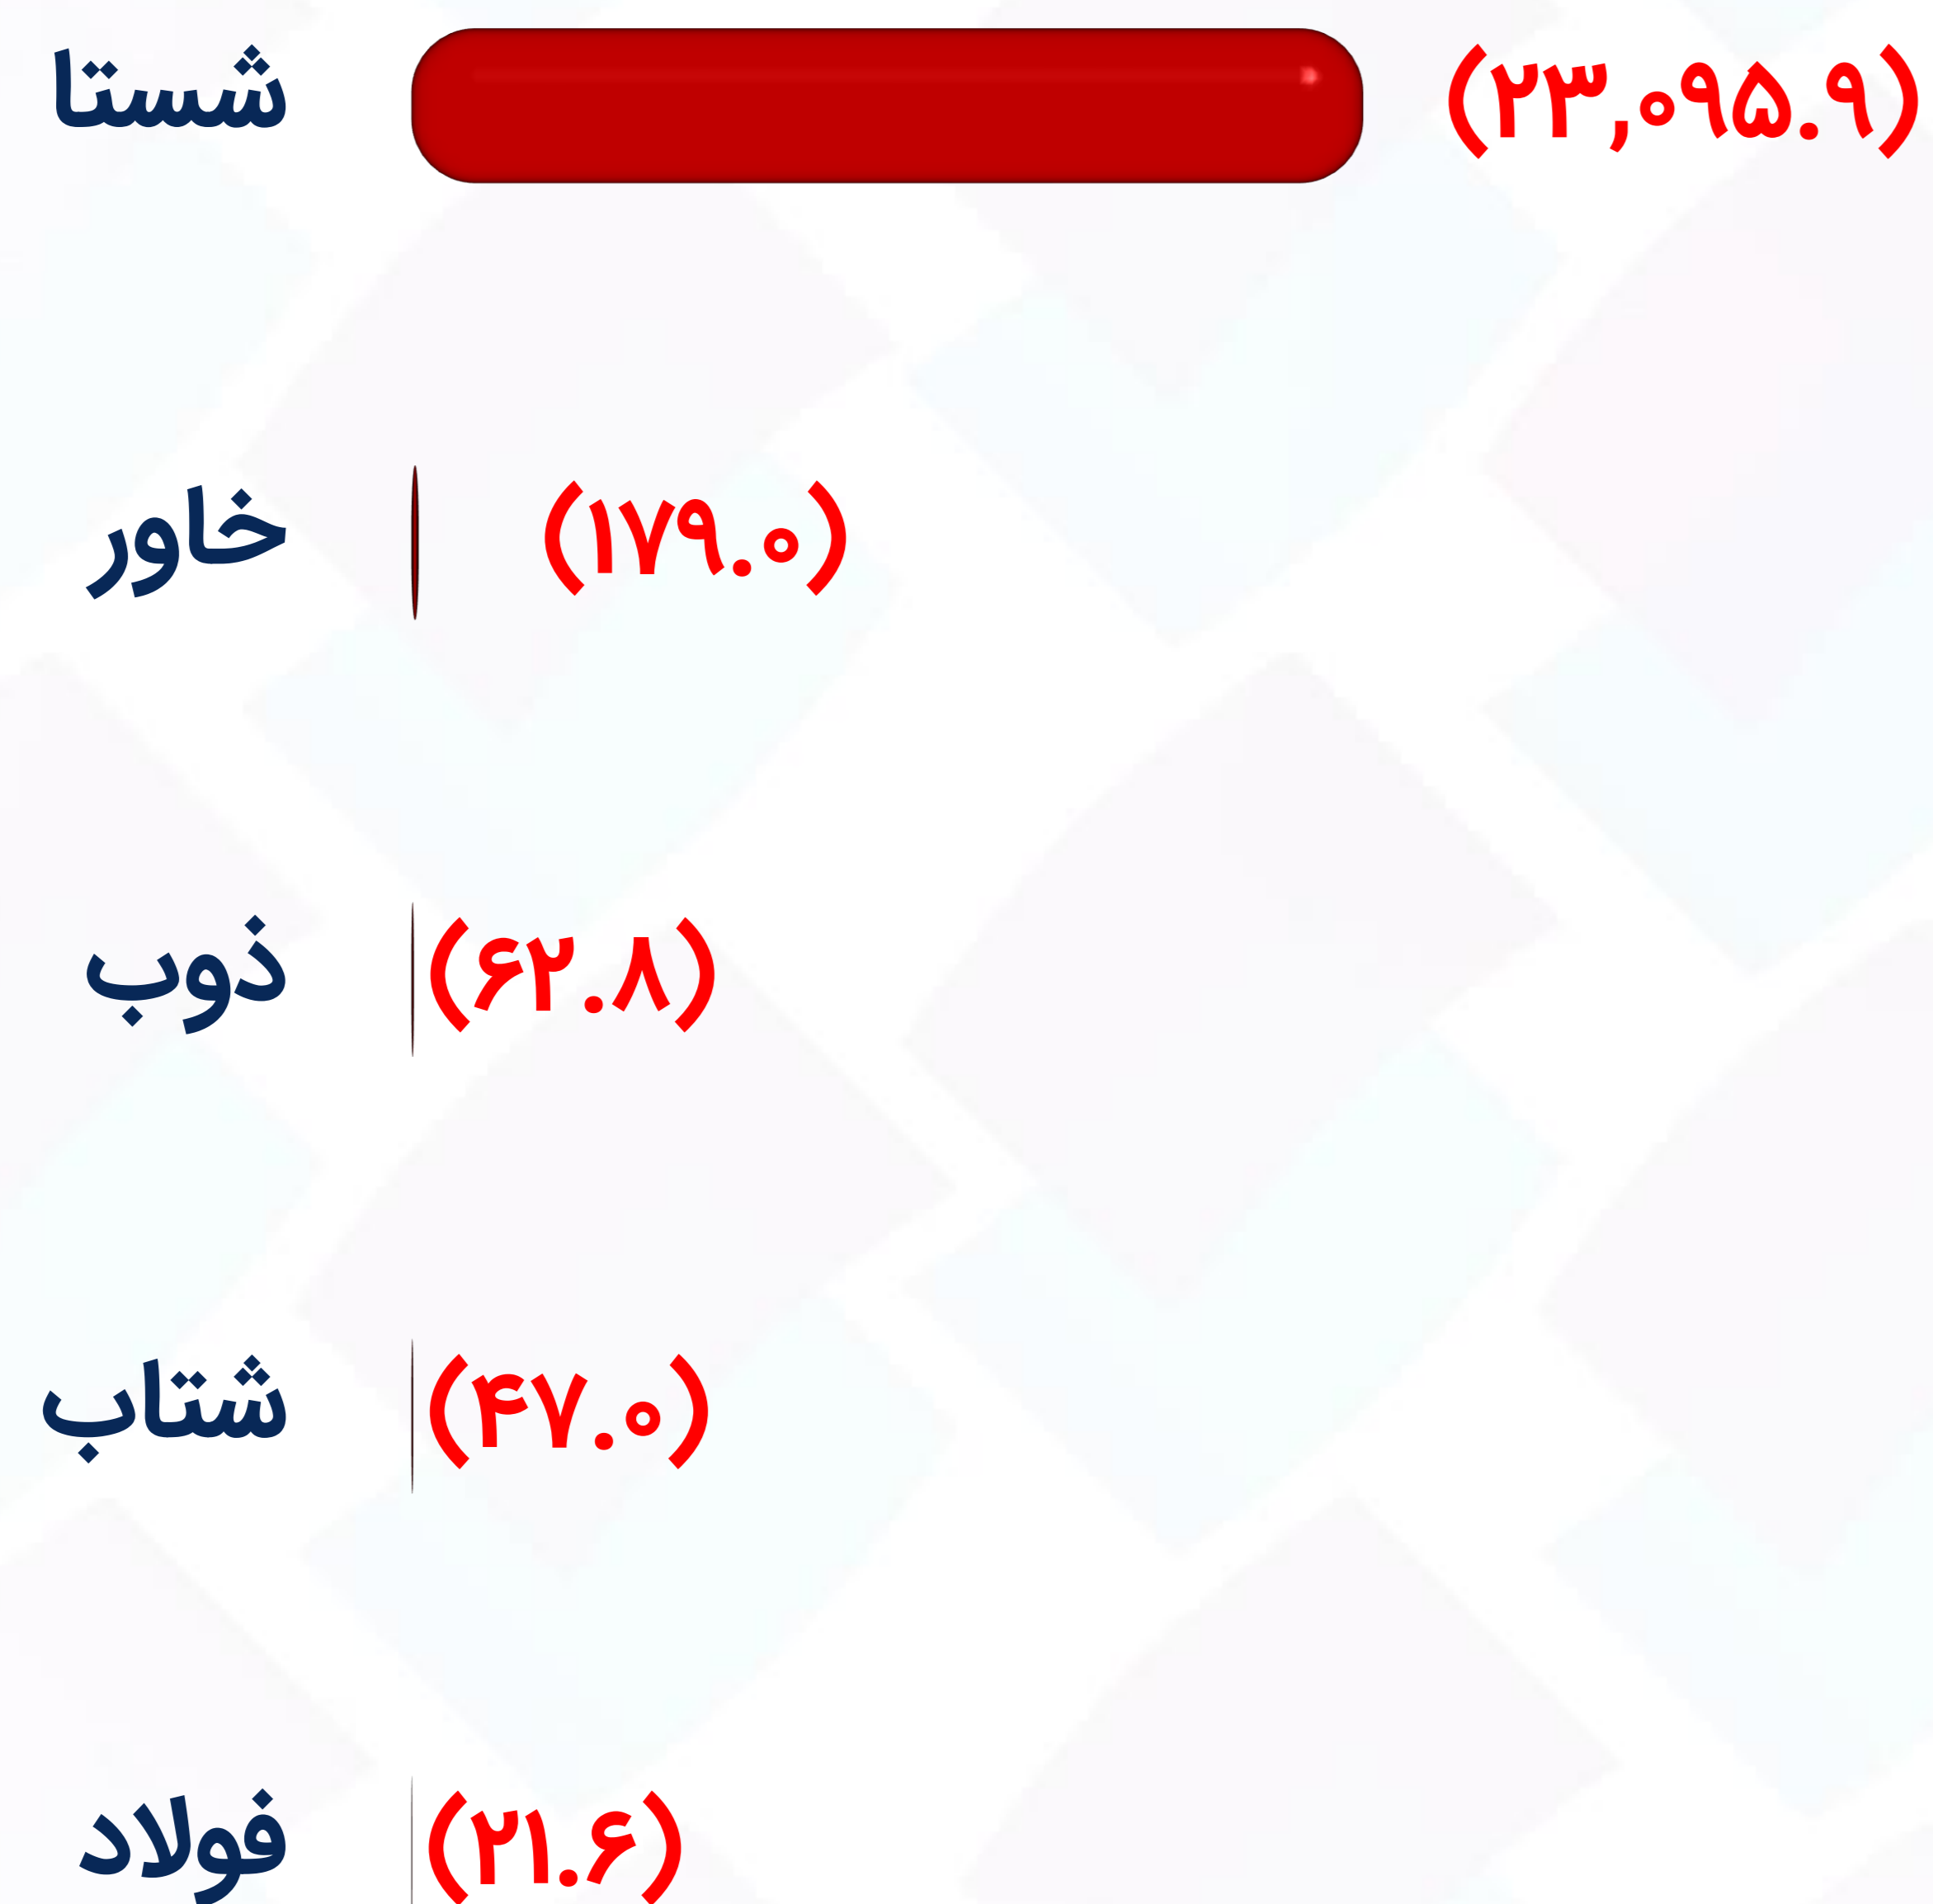 شستا (۲۳,۰۹۵.۹)
خاور (۱۷۹.۰)
ذوب (۶۲.۸)
شتاب (۴۷.۰)
فولاد (۲۱.۶)